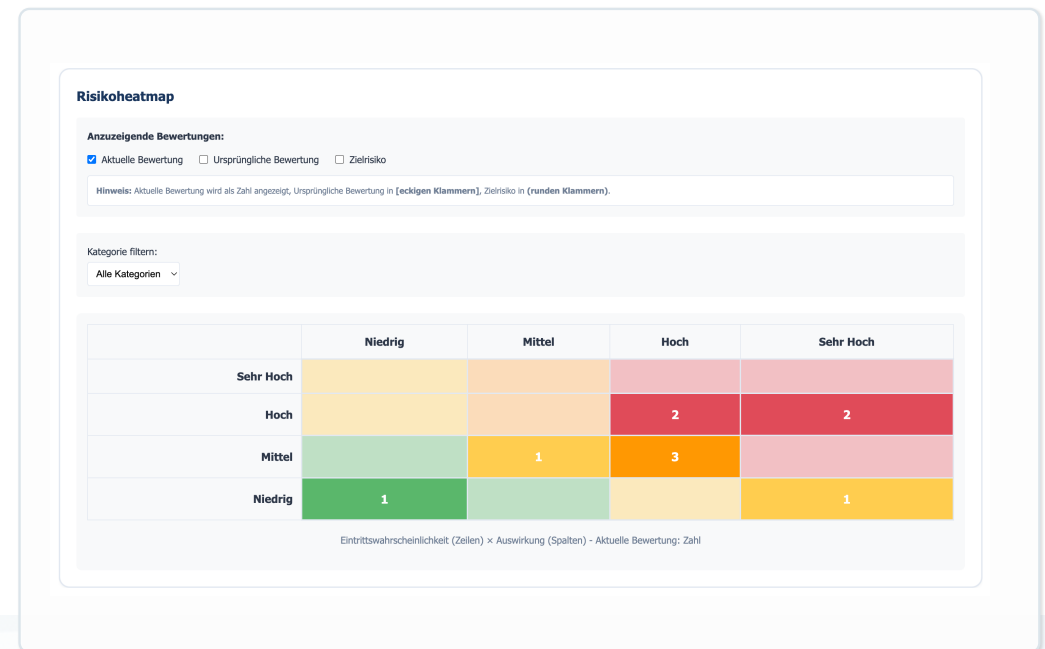 Risikoheatmap
Anzuzeigende Bewertungen:
Aktuelle Bewertung Ursprüngliche Bewertung Zielrisiko
Hinweis: Aktuelle Bewertung wird als Zahl angezeigt, Ursprüngliche Bewertung in [eckigen Klammern], Zielrisiko in (runden Klammern).
Kategorie filtern:
Alle Kategorien
Niedrig Mittel Hoch Sehr Hoch
Sehr Hoch
Hoch 2 2
Mittel 1 3
Niedrig 1 1
Eintrittswahrscheinlichkeit (Zeilen) × Auswirkung (Spalten) - Aktuelle Bewertung: Zahl